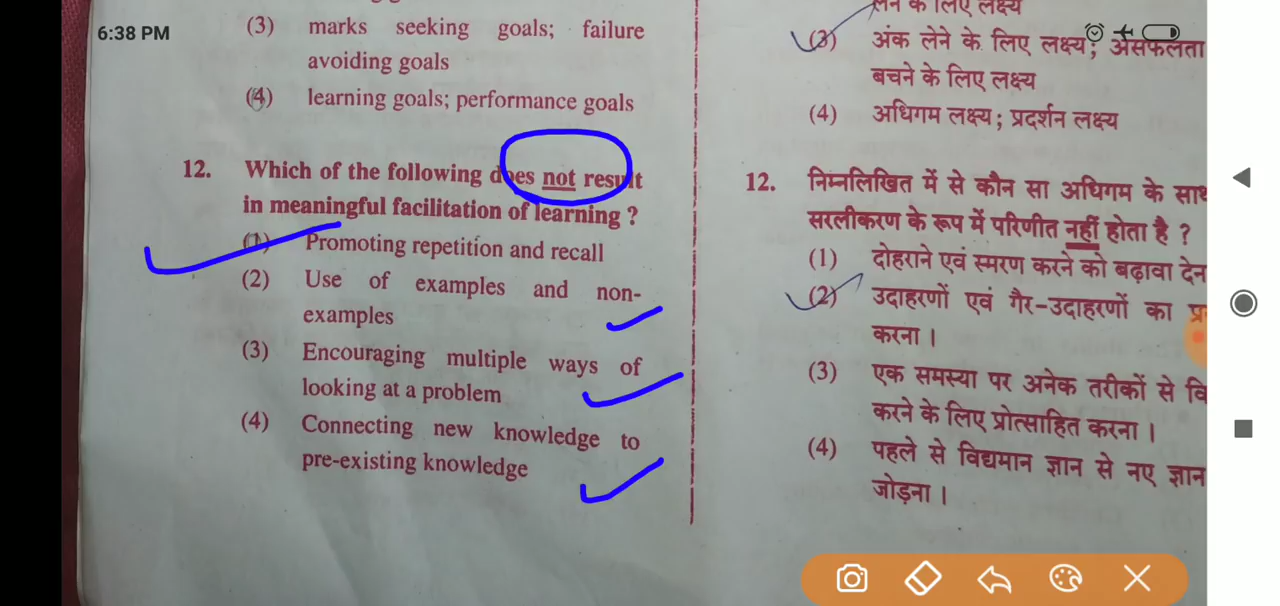 6:38 PM
(3) marks seeking goals; failure
avoiding goals
(4) learning goals; performance goals
12. Which of the following does not result
in meaningful facilitation of learning ?
(1) Promoting repetition and recall
(2) Use of examples and non-
examples
(3) Encouraging multiple ways of
looking at a problem
(4) Connecting new knowledge to
pre-existing knowledge
लेने के लिए लक्ष्य
(3) अंक लेने के लिए लक्ष्य; असफलता
बचने के लिए लक्ष्य
(4) अधिगम लक्ष्य; प्रदर्शन लक्ष्य
12. निम्नलिखित में से कौन सा अधिगम के
सरलीकरण के रूप में परिणीत नहीं होता है ?
(1) दोहराने एवं स्मरण करने को बढ़ावा
(2) उदाहरणों एवं गैर-उदाहरणों का
करना।
(3) एक समस्या पर अनेक तरीकों से
करने के लिए प्रोत्साहित करना।
(4) पहले से विद्यमान ज्ञान से नए ज्ञान
जोड़ना।